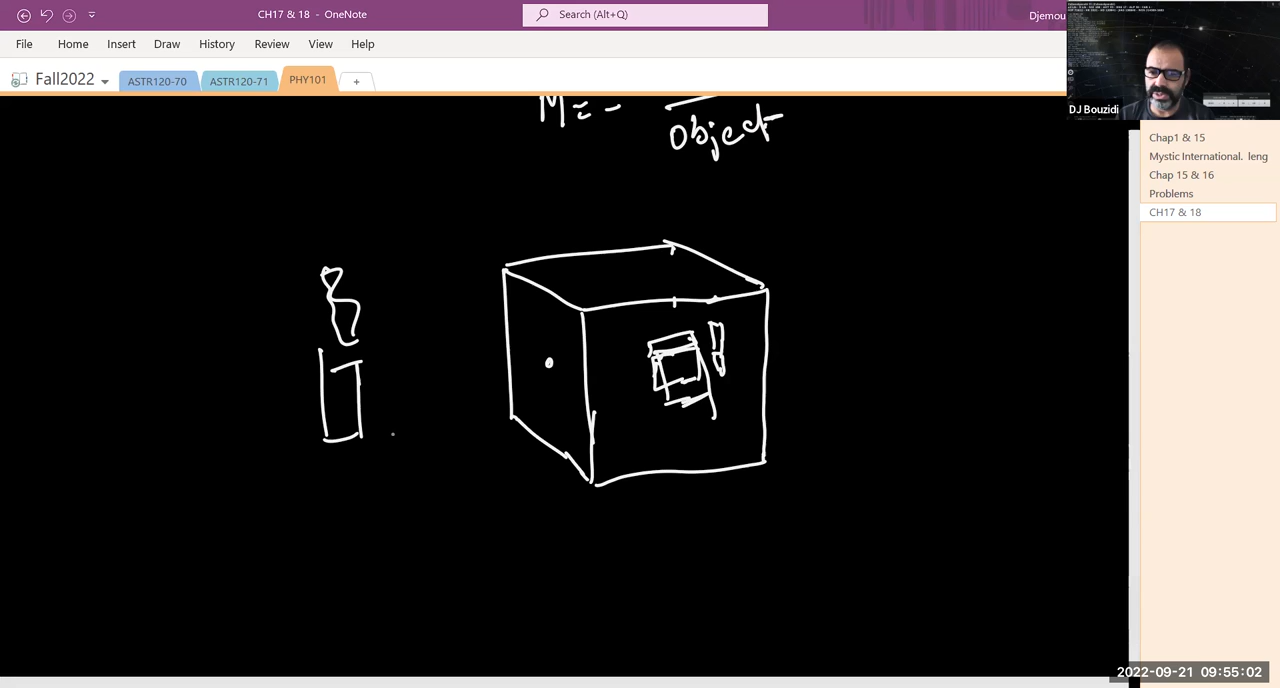 CH17 & 18 - OneNote
Search (Alt+Q)
Djemou
File Home Insert Draw History Review View Help
Fall2022 ASTR120-70 ASTR120-71 PHY101 +
DJ Bouzidi
M = -
object
Chap1 & 15
Mystic International. leng
Chap 15 & 16
Problems
CH17 & 18
2022-09-21 09:55:02